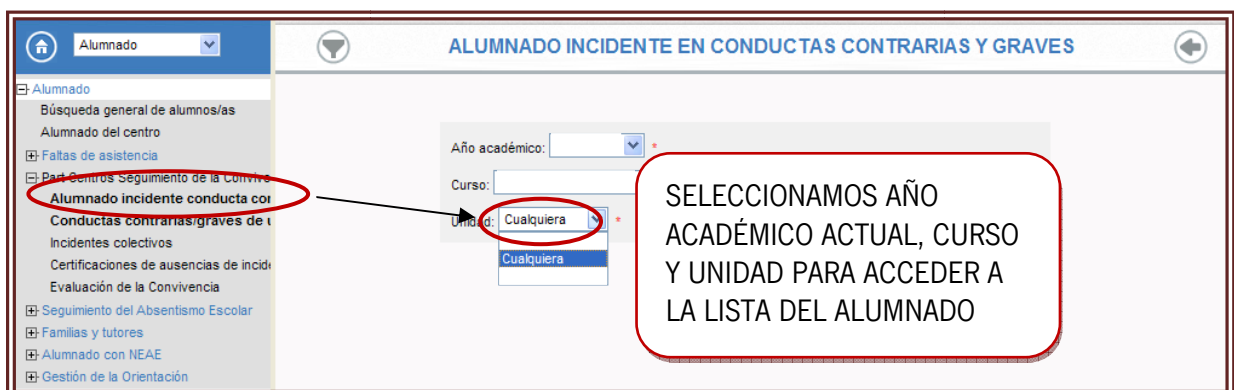 Alumnado
ALUMNADO INCIDENTE EN CONDUCTAS CONTRARIAS Y GRAVES
Alumnado
Búsqueda general de alumnos/as
Alumnado del centro
Faltas de asistencia
Part Centros Seguimiento de la Convive
Alumnado incidente conducta con
Conductas contrarias/graves de u
Incidentes colectivos
Certificaciones de ausencias de incide
Evaluación de la Convivencia
Seguimiento del Absentismo Escolar
Familias y tutores
Alumnado con NEAE
Gestión de la Orientación
Año académico: *
Curso:
Unidad: Cualquiera *
Cualquiera
SELECCIONAMOS AÑO
ACADÉMICO ACTUAL, CURSO
Y UNIDAD PARA ACCEDER A
LA LISTA DEL ALUMNADO